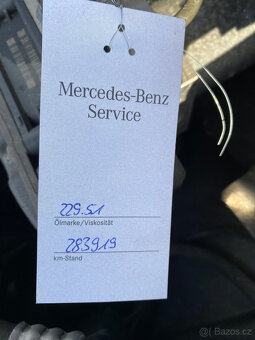 Mercedes-Benz
Service
229.51
Ölmarke/Viskosität
283919
km-Stand
Bazos.cz